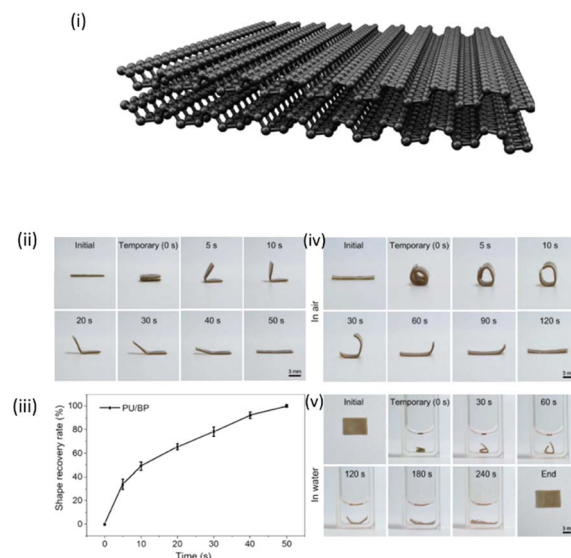 (i)
(ii)
Initial
Temporary (0 s)
5 s
10 s
20 s
30 s
40 s
50 s
3 mm
(iv)
In air
Initial
Temporary (0 s)
5 s
10 s
30 s
60 s
90 s
120 s
3 mm
(iii)
Shape recovery rate (%)
100
80
60
40
20
0
PU/BP
0 10 20 30 40 50
Time (s)
(v)
In water
Initial
Temporary (0 s)
30 s
60 s
120 s
180 s
240 s
End